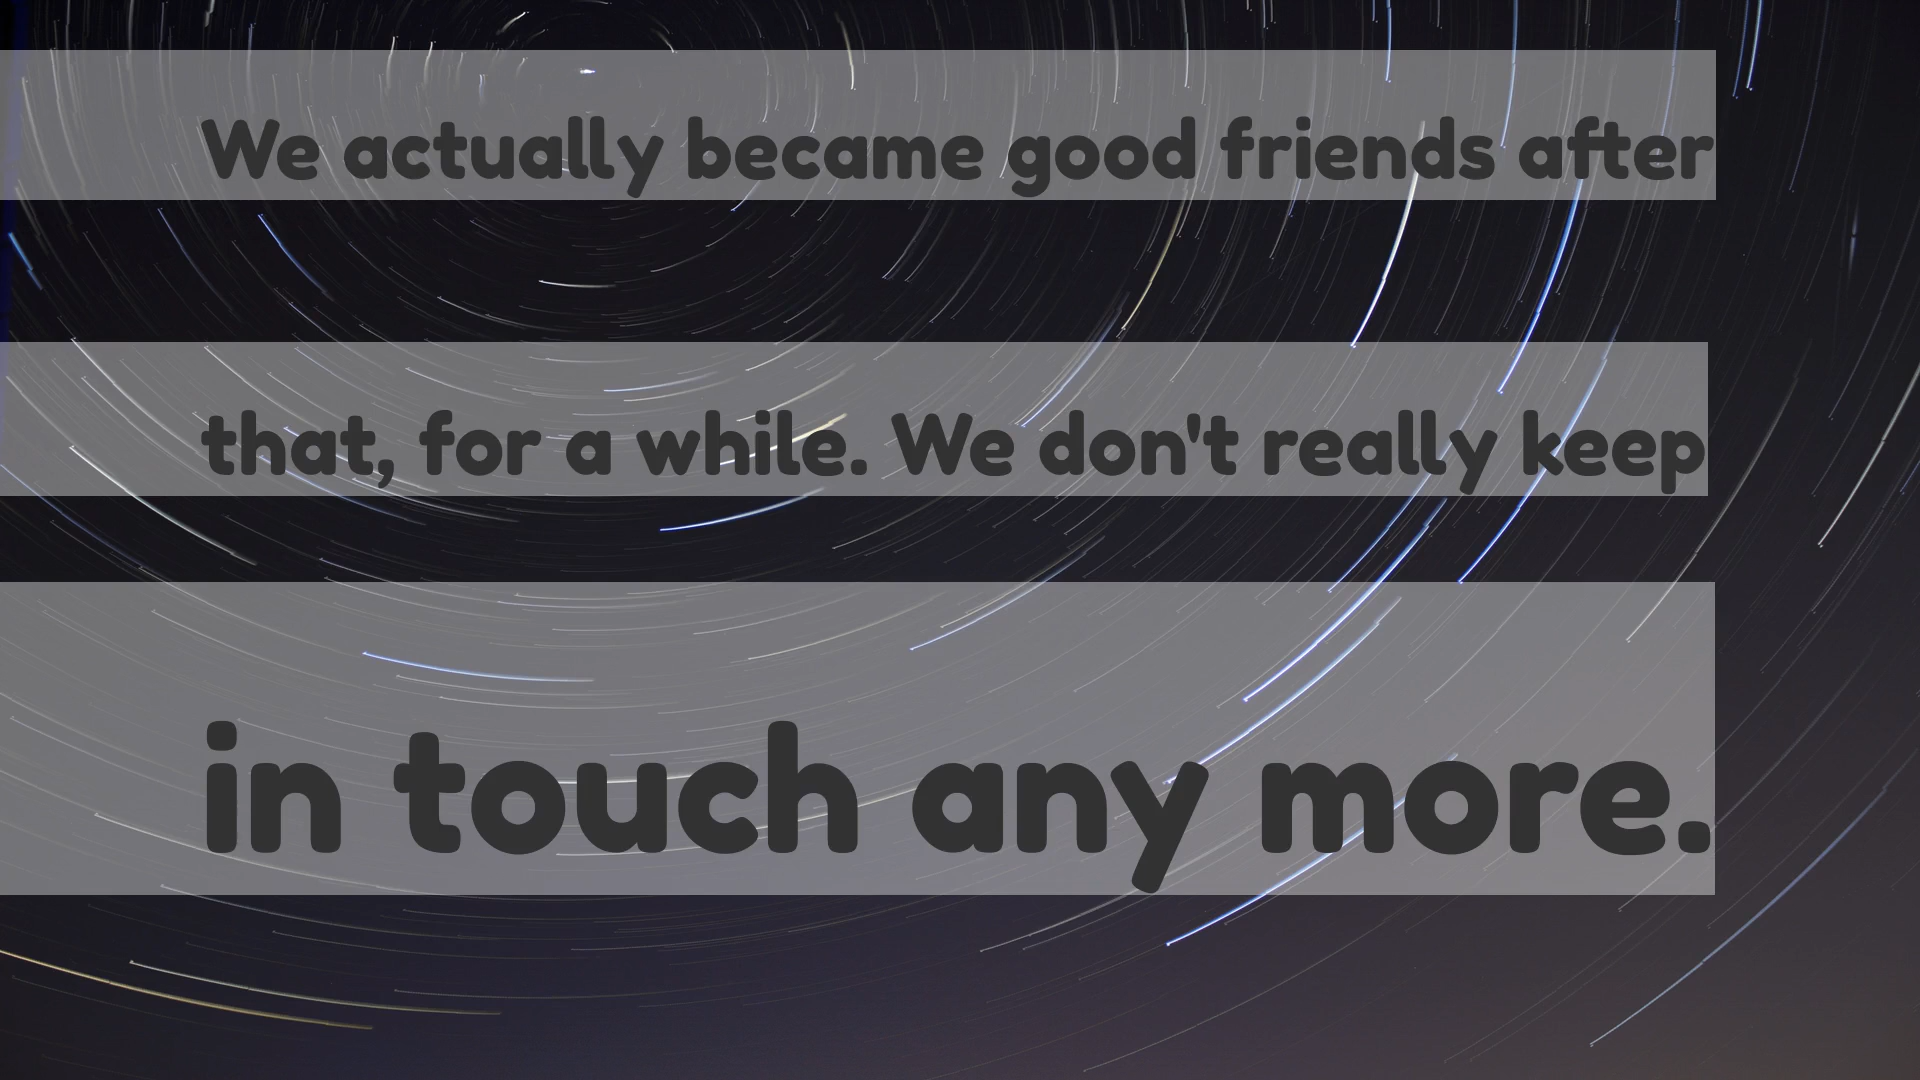 We actually became good friends after
that, for a while. We don't really keep
in touch any more.